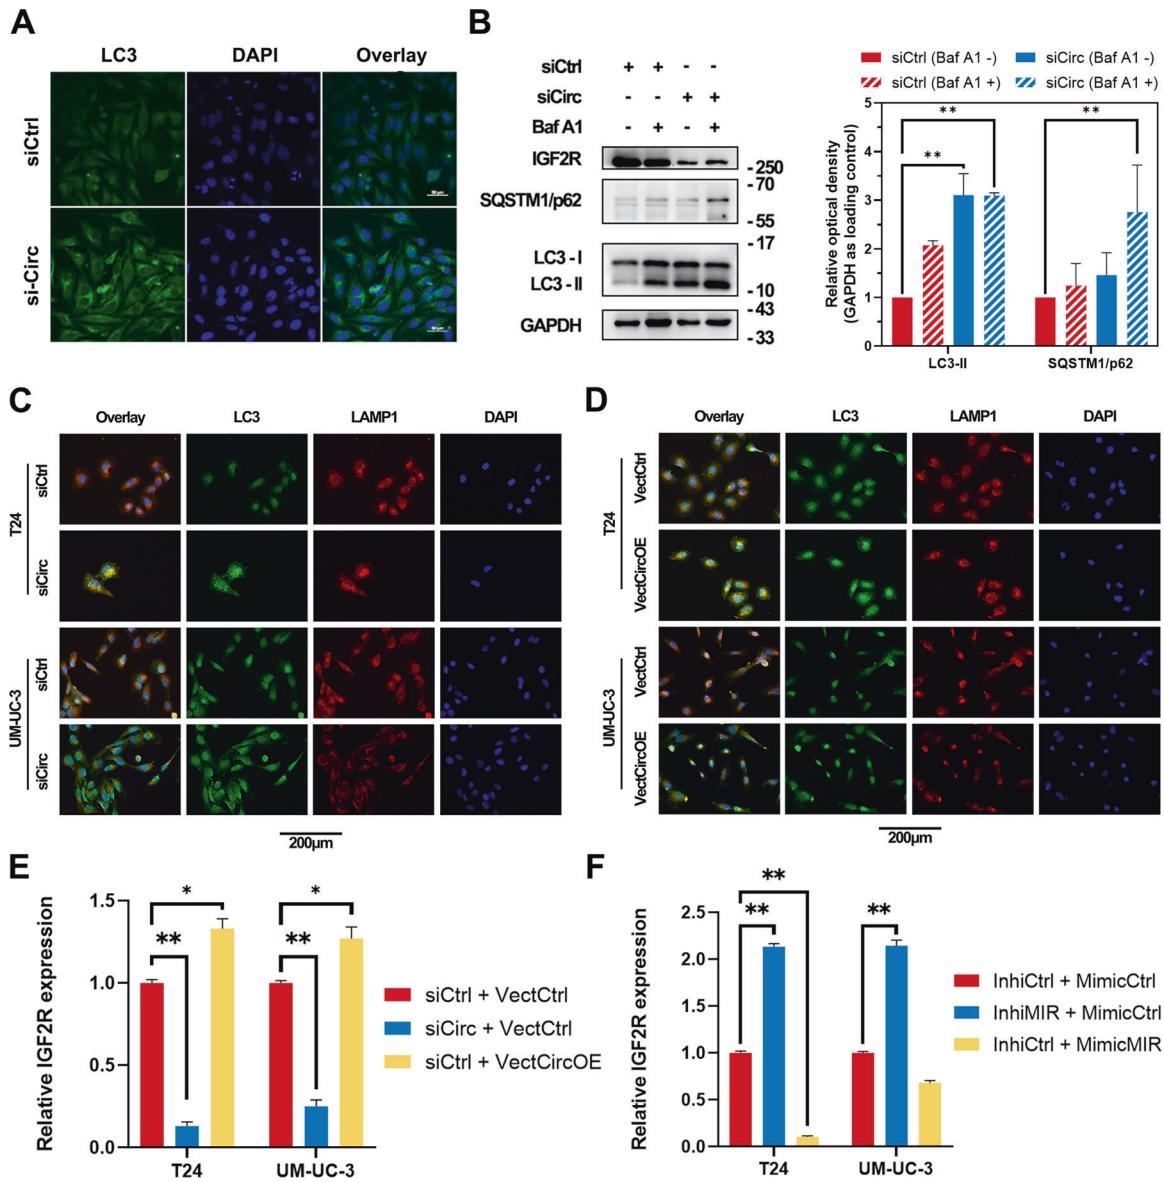 A
LC3 DAPI Overlay
siCtrl
si-Circ
50 μm
50 μm
B
siCtrl + + - -
siCirc - - + +
Baf A1 - + - +
IGF2R
- 250
- 70
SQSTM1/p62
- 55
- 17
LC3 - I
LC3 - II
- 10
- 43
GAPDH
- 33
siCtrl (Baf A1 -) siCirc (Baf A1 -)
siCtrl (Baf A1 +) siCirc (Baf A1 +)
Relative optical density
(GAPDH as loading control)
5
4
3
2
1
0
** **
**
LC3-II SQSTM1/p62
C
Overlay LC3 LAMP1 DAPI
T24
siCtrl
siCirc
UM-UC-3
siCtrl
siCirc
200μm
D
Overlay LC3 LAMP1 DAPI
T24
VectCtrl
VectCircOE
UM-UC-3
VectCtrl
VectCircOE
200μm
E
Relative IGF2R expression
1.5
1.0
0.5
0.0
* *
** **
T24 UM-UC-3
siCtrl + VectCtrl
siCirc + VectCtrl
siCtrl + VectCircOE
F
Relative IGF2R expression
2.5
2.0
1.5
1.0
0.5
0.0
**
** **
T24 UM-UC-3
InhiCtrl + MimicCtrl
InhiMIR + MimicCtrl
InhiCtrl + MimicMIR